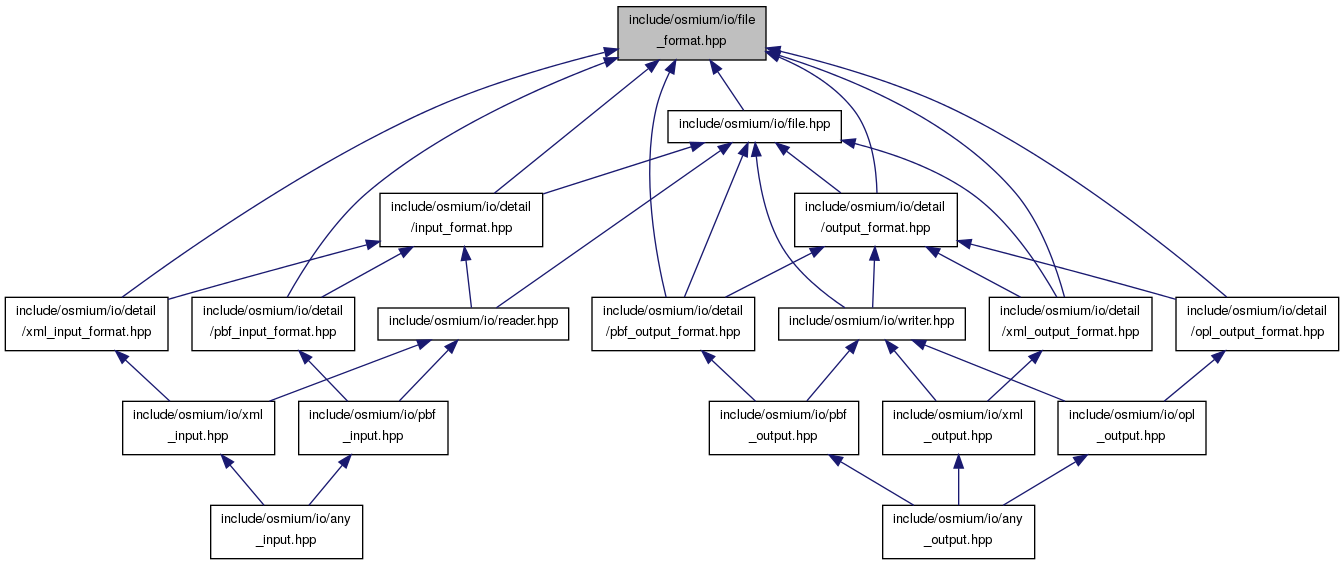 include/osmium/io/file
_format.hpp
include/osmium/io/file.hpp
include/osmium/io/detail
/input_format.hpp
include/osmium/io/detail
/output_format.hpp
include/osmium/io/detail
/xml_input_format.hpp
include/osmium/io/detail
/pbf_input_format.hpp
include/osmium/io/reader.hpp
include/osmium/io/detail
/pbf_output_format.hpp
include/osmium/io/writer.hpp
include/osmium/io/detail
/xml_output_format.hpp
include/osmium/io/detail
/opl_output_format.hpp
include/osmium/io/xml
_input.hpp
include/osmium/io/pbf
_input.hpp
include/osmium/io/pbf
_output.hpp
include/osmium/io/xml
_output.hpp
include/osmium/io/opl
_output.hpp
include/osmium/io/any
_input.hpp
include/osmium/io/any
_output.hpp